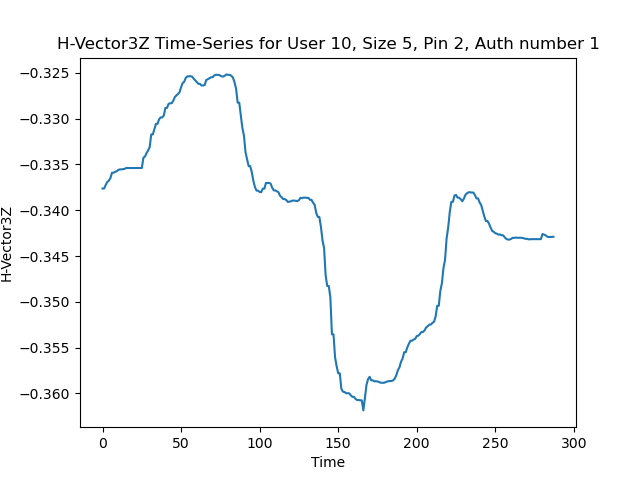 H-Vector3Z Time-Series for User 10, Size 5, Pin 2, Auth number 1
−0.325
−0.330
−0.335
−0.340
−0.345
−0.350
−0.355
−0.360
H-Vector3Z
0 50 100 150 200 250 300
Time